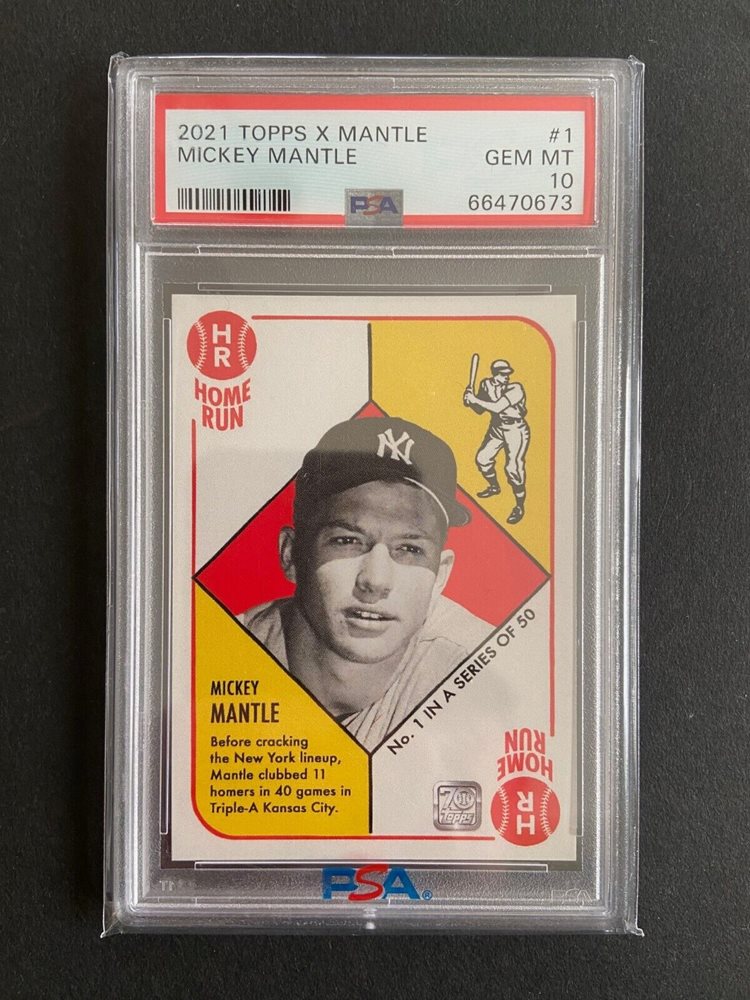 2021 TOPPS X MANTLE #1
MICKEY MANTLE GEM MT
10
PSA 66470673
H
R
HOME
RUN
NY
MICKEY
MANTLE
Before cracking
the New York lineup,
Mantle clubbed 11
homers in 40 games in
Triple-A Kansas City.
No. 1 IN A SERIES OF 50
HOME
RUN
H
R
70
TOPPS
PSA®
PSA